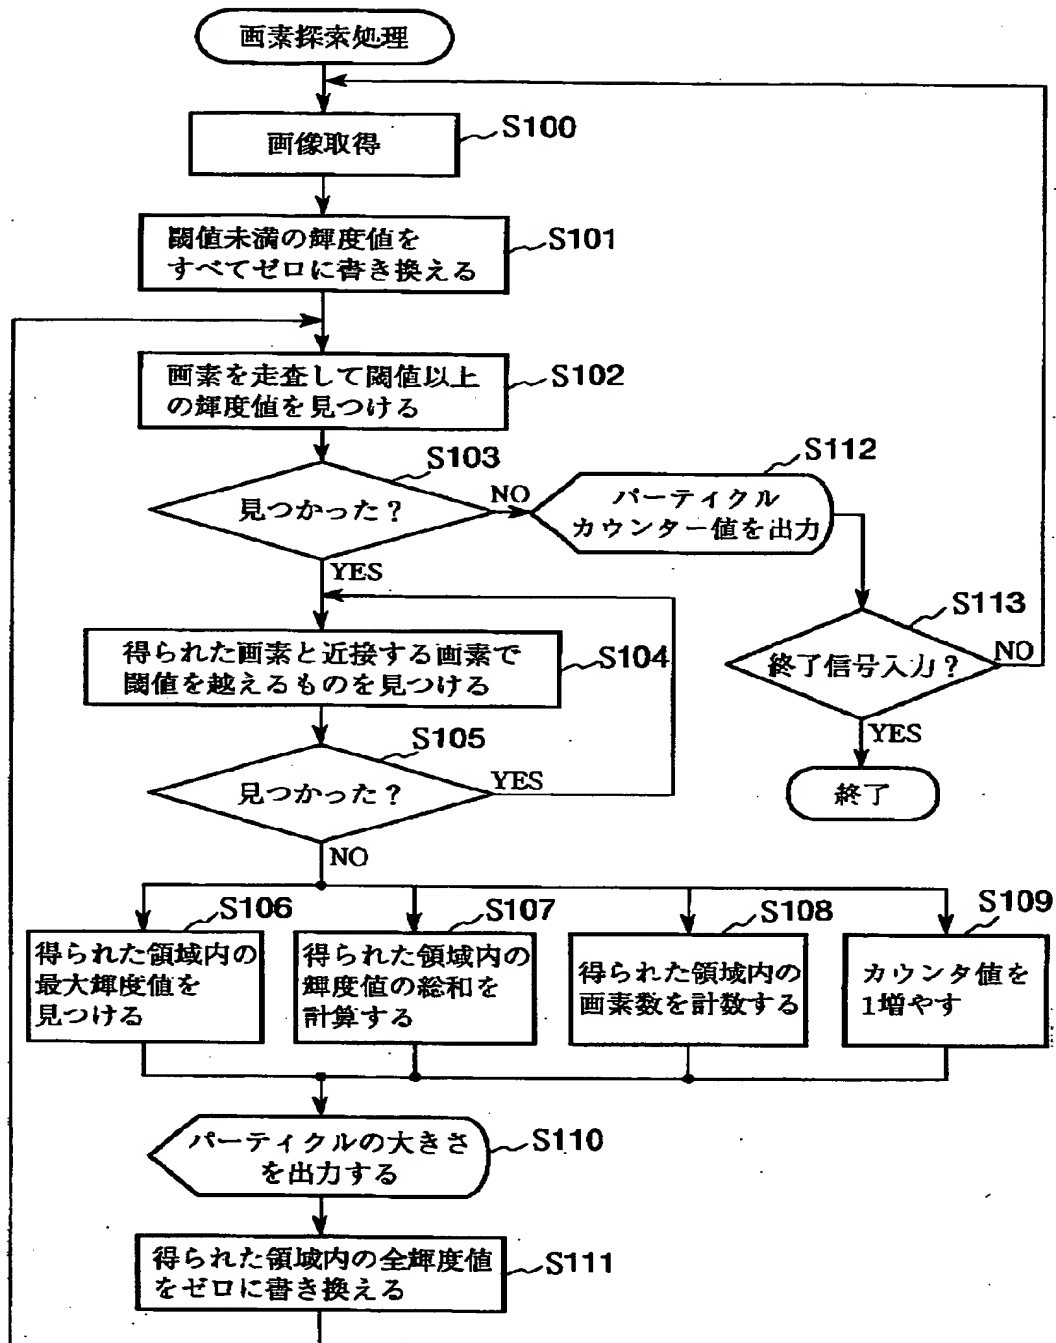 画素探索処理
画像取得
S100
閾値未満の輝度値を
すべてゼロに書き換える
S101
画素を走査して閾値以上
の輝度値を見つける
S102
見つかった?
S103
NO
YES
パーティクル
カウンター値を出力
S112
終了信号入力?
S113
NO
YES
終了
得られた画素と近接する画素で
閾値を越えるものを見つける
S104
見つかった?
S105
YES
NO
S106
得られた領域内の
最大輝度値を
見つける
S107
得られた領域内の
輝度値の総和を
計算する
S108
得られた領域内の
画素数を計数する
S109
カウンタ値を
1増やす
パーティクルの大きさ
を出力する
S110
得られた領域内の全輝度値
をゼロに書き換える
S111